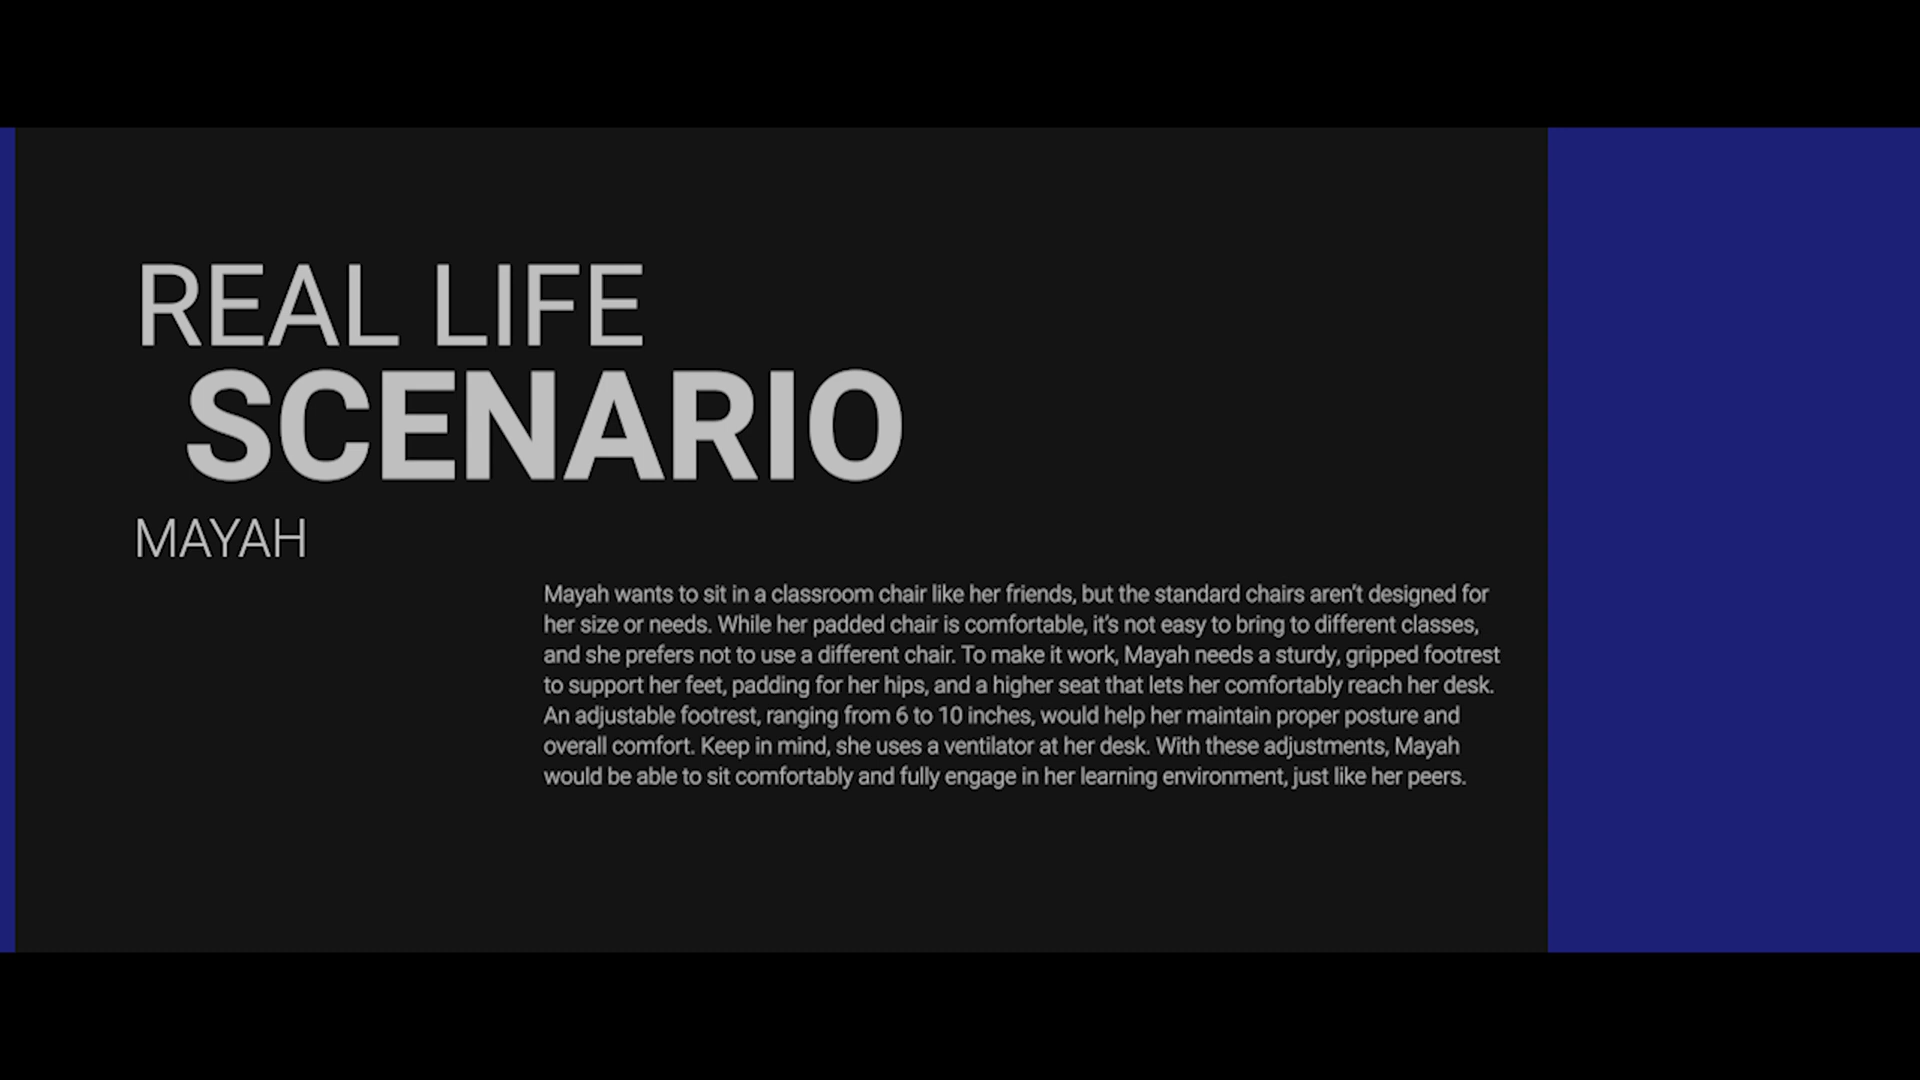 REAL LIFE
SCENARIO
MAYAH
Mayah wants to sit in a classroom chair like her friends, but the standard chairs aren't designed for
her size or needs. While her padded chair is comfortable, it's not easy to bring to different classes,
and she prefers not to use a different chair. To make it work, Mayah needs a sturdy, gripped footrest
to support her feet, padding for her hips, and a higher seat that lets her comfortably reach her desk.
An adjustable footrest, ranging from 6 to 10 inches, would help her maintain proper posture and
overall comfort. Keep in mind, she uses a ventilator at her desk. With these adjustments, Mayah
would be able to sit comfortably and fully engage in her learning environment, just like her peers.